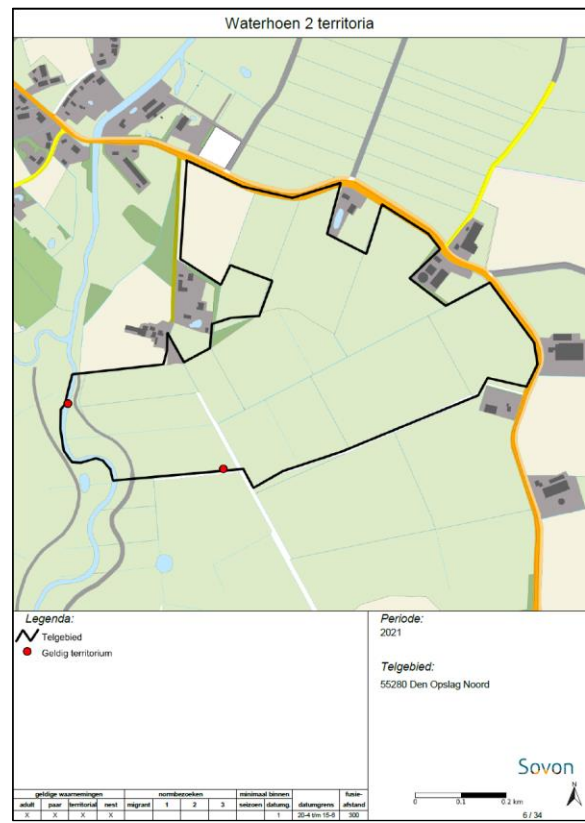 Waterhoen 2 territoria
Legenda:
Telgebied
Geldig territorium
Periode:
2021
Telgebied:
55280 Den Opslag Noord
Sovon
geldige waarnemingen normbezoeken minimaal binnen fusie-
adult paar territoriaal nest migrant 1 2 3 seizoen datumg. datumgrens afstand
X X X X 1 20-4 t/m 15-6 300
0 0.1 0.2 km
N
6 / 34